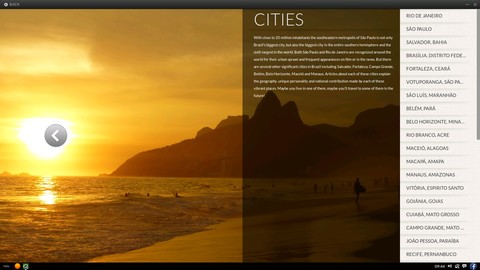 CITIES
With close to 20 million inhabitants the southeastern metropolis of São Paulo is not only
Brazil's biggest city, but also the biggest city in the entire southern hemisphere and the
sixth largest in the world. Both São Paulo and Rio de Janeiro are recognized around the
world for their urban sprawl and frequent appearances on film or in the news. But there
are several other significant cities in Brazil including Salvador, Fortaleza, Campo Grande,
Belém, Belo Horizonte, Maceió and Manaus. Articles about each of these cities explain
the geography, unique personality and national contribution made by each of these
vibrant places. Maybe you live in one of them, maybe you'll travel to some of them in the
future!
RIO DE JANEIRO
SÃO PAULO
SALVADOR, BAHIA
BRASÍLIA, DISTRITO FEDE...
FORTALEZA, CEARÁ
VOTUPORANGA, SÃO PA...
SÃO LUÍS, MARANHÃO
BELÉM, PARÁ
BELO HORIZONTE, MINA...
RIO BRANCO, ACRE
MACEIÓ, ALAGOAS
MACAPÁ, AMAPA
MANAUS, AMAZONAS
VITÓRIA, ESPIRITO SANTO
GOIÂNIA, GOIAS
CUIABÁ, MATO GROSSO
CAMPO GRANDE, MATO ...
JOÃO PESSOA, PARAÍBA
RECIFE, PERNAMBUCO